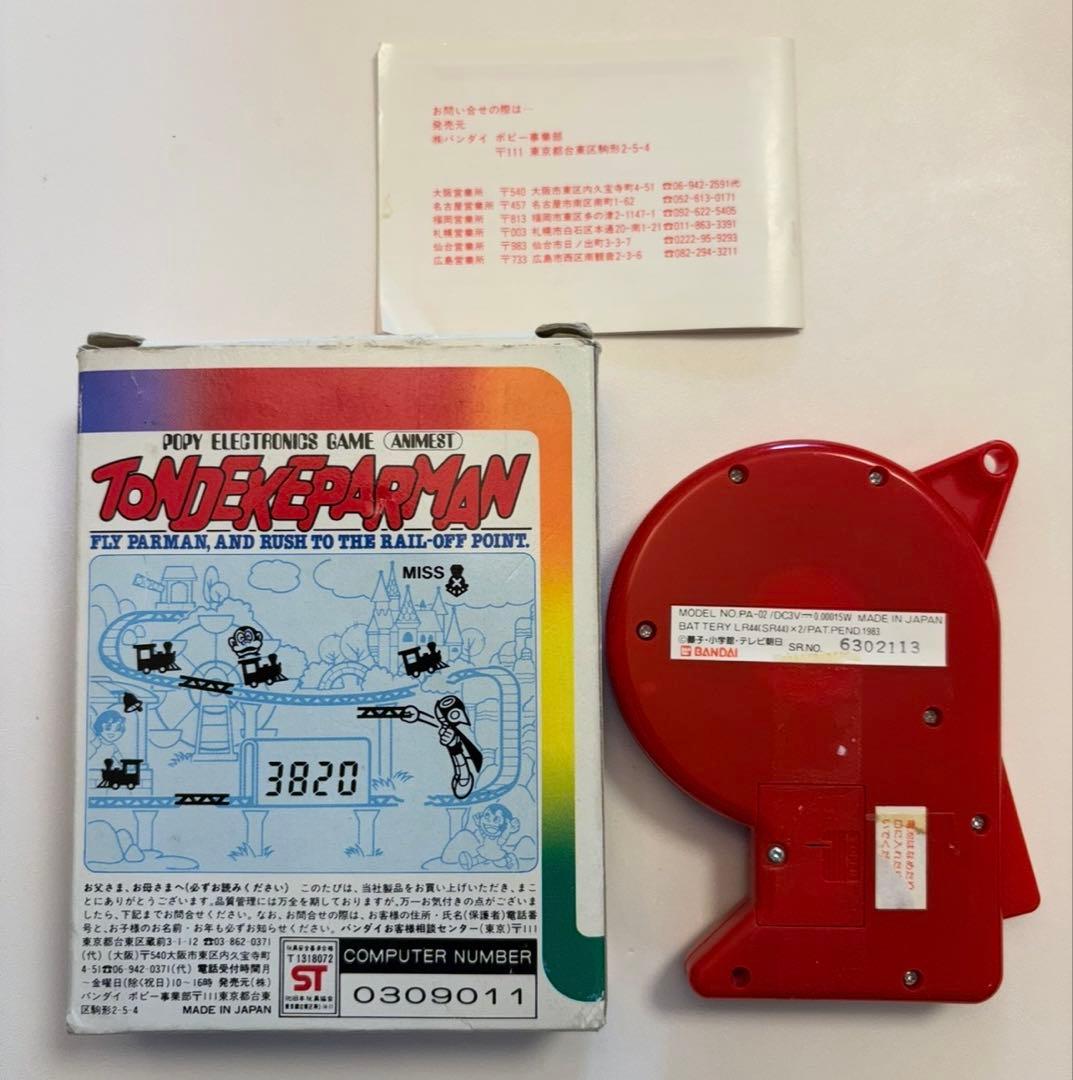 お問い合せの際は…
発売元
㈱バンダイ ポピー事業部
〒111 東京都台東区駒形2-5-4
大阪営業所 〒540 大阪市東区内久宝寺町4-51 ☎06-942-2591代
名古屋営業所 〒457 名古屋市南区南町1-62 ☎052-613-0171
福岡営業所 〒813 福岡市東区多の津2-1147-1 ☎092-622-5405
札幌営業所 〒003 札幌市白石区本通20-南1-21 ☎011-863-3391
仙台営業所 〒983 仙台市日ノ出町3-3-7 ☎0222-95-9293
広島営業所 〒733 広島市西区南観音2-3-6 ☎082-294-3211
POPY ELECTRONICS GAME ANIMEST
TONDEKEPARMAN
FLY PARMAN, AND RUSH TO THE RAIL-OFF POINT.
MISS
3820
お父さま、お母さまへ(必ずお読みください) このたびは、当社製品をお買い上げいただき、まこ
とにありがとうございます。品質管理には万全を期しておりますが、万一お気付きの点がございま
したら、下記までお問合せください。なお、お問合せの際は、お客様の住所・氏名(保護者)電話番
号と、お子様のお名前・お年も必ずお知らせください。バンダイお客様相談センター(東京)〒111
東京都台東区蔵前3-1-12 ☎03-862-0371
(代) (大阪)〒540大阪市東区内久宝寺町
4-51☎06-942-0371(代) 電話受付時間月
～金曜日(除く祝日)10～16時 発売元(株)
バンダイ ポピー事業部〒111東京都台東
区駒形2-5-4 MADE IN JAPAN
玩具安全基準合格
T 1318072
ST
社団日本玩具協会
COMPUTER NUMBER
0309011
MODEL NO.PA-02/DC3V 0.00015W MADE IN JAPAN
BATTERY LR44(SR44)×2/PAT.PEND.1983
©藤子・小学館・テレビ朝日 SR.NO. 6302113
BANDAI